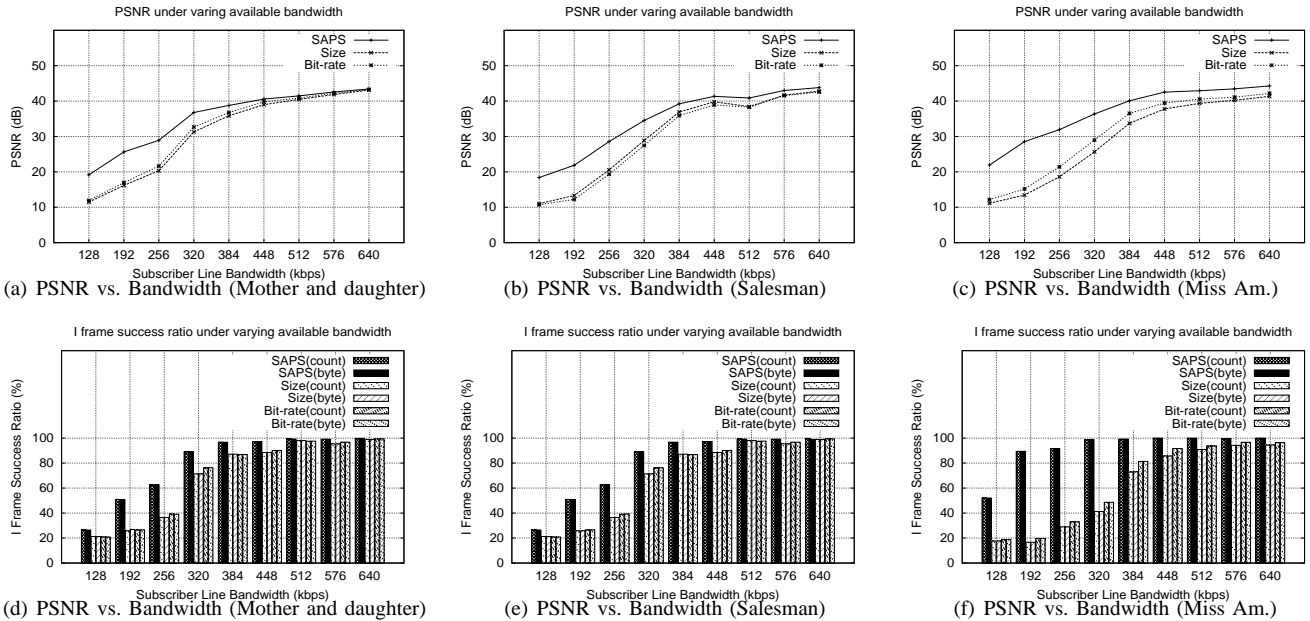 PSNR under varing available bandwidth
SAPS
Size
Bit-rate
PSNR (dB)
60
50
40
30
20
10
0
128 192 256 320 384 448 512 576 640
Subscriber Line Bandwidth (kbps)
(a) PSNR vs. Bandwidth (Mother and daughter)
PSNR under varing available bandwidth
SAPS
Size
Bit-rate
PSNR (dB)
60
50
40
30
20
10
0
128 192 256 320 384 448 512 576 640
Subscriber Line Bandwidth (kbps)
(b) PSNR vs. Bandwidth (Salesman)
PSNR under varing available bandwidth
SAPS
Size
Bit-rate
PSNR (dB)
60
50
40
30
20
10
0
128 192 256 320 384 448 512 576 640
Subscriber Line Bandwidth (kbps)
(c) PSNR vs. Bandwidth (Miss Am.)
I frame success ratio under varying available bandwidth
SAPS(count)
SAPS(byte)
Size(count)
Size(byte)
Bit-rate(count)
Bit-rate(byte)
I Frame Success Ratio (%)
100
80
60
40
20
0
128 192 256 320 384 448 512 576 640
Subscriber Line Bandwidth (kbps)
(d) PSNR vs. Bandwidth (Mother and daughter)
I frame success ratio under varying available bandwidth
SAPS(count)
SAPS(byte)
Size(count)
Size(byte)
Bit-rate(count)
Bit-rate(byte)
I Frame Success Ratio (%)
100
80
60
40
20
0
128 192 256 320 384 448 512 576 640
Subscriber Line Bandwidth (kbps)
(e) PSNR vs. Bandwidth (Salesman)
I frame success ratio under varying available bandwidth
SAPS(count)
SAPS(byte)
Size(count)
Size(byte)
Bit-rate(count)
Bit-rate(byte)
I Frame Success Ratio (%)
100
80
60
40
20
0
128 192 256 320 384 448 512 576 640
Subscriber Line Bandwidth (kbps)
(f) PSNR vs. Bandwidth (Miss Am.)